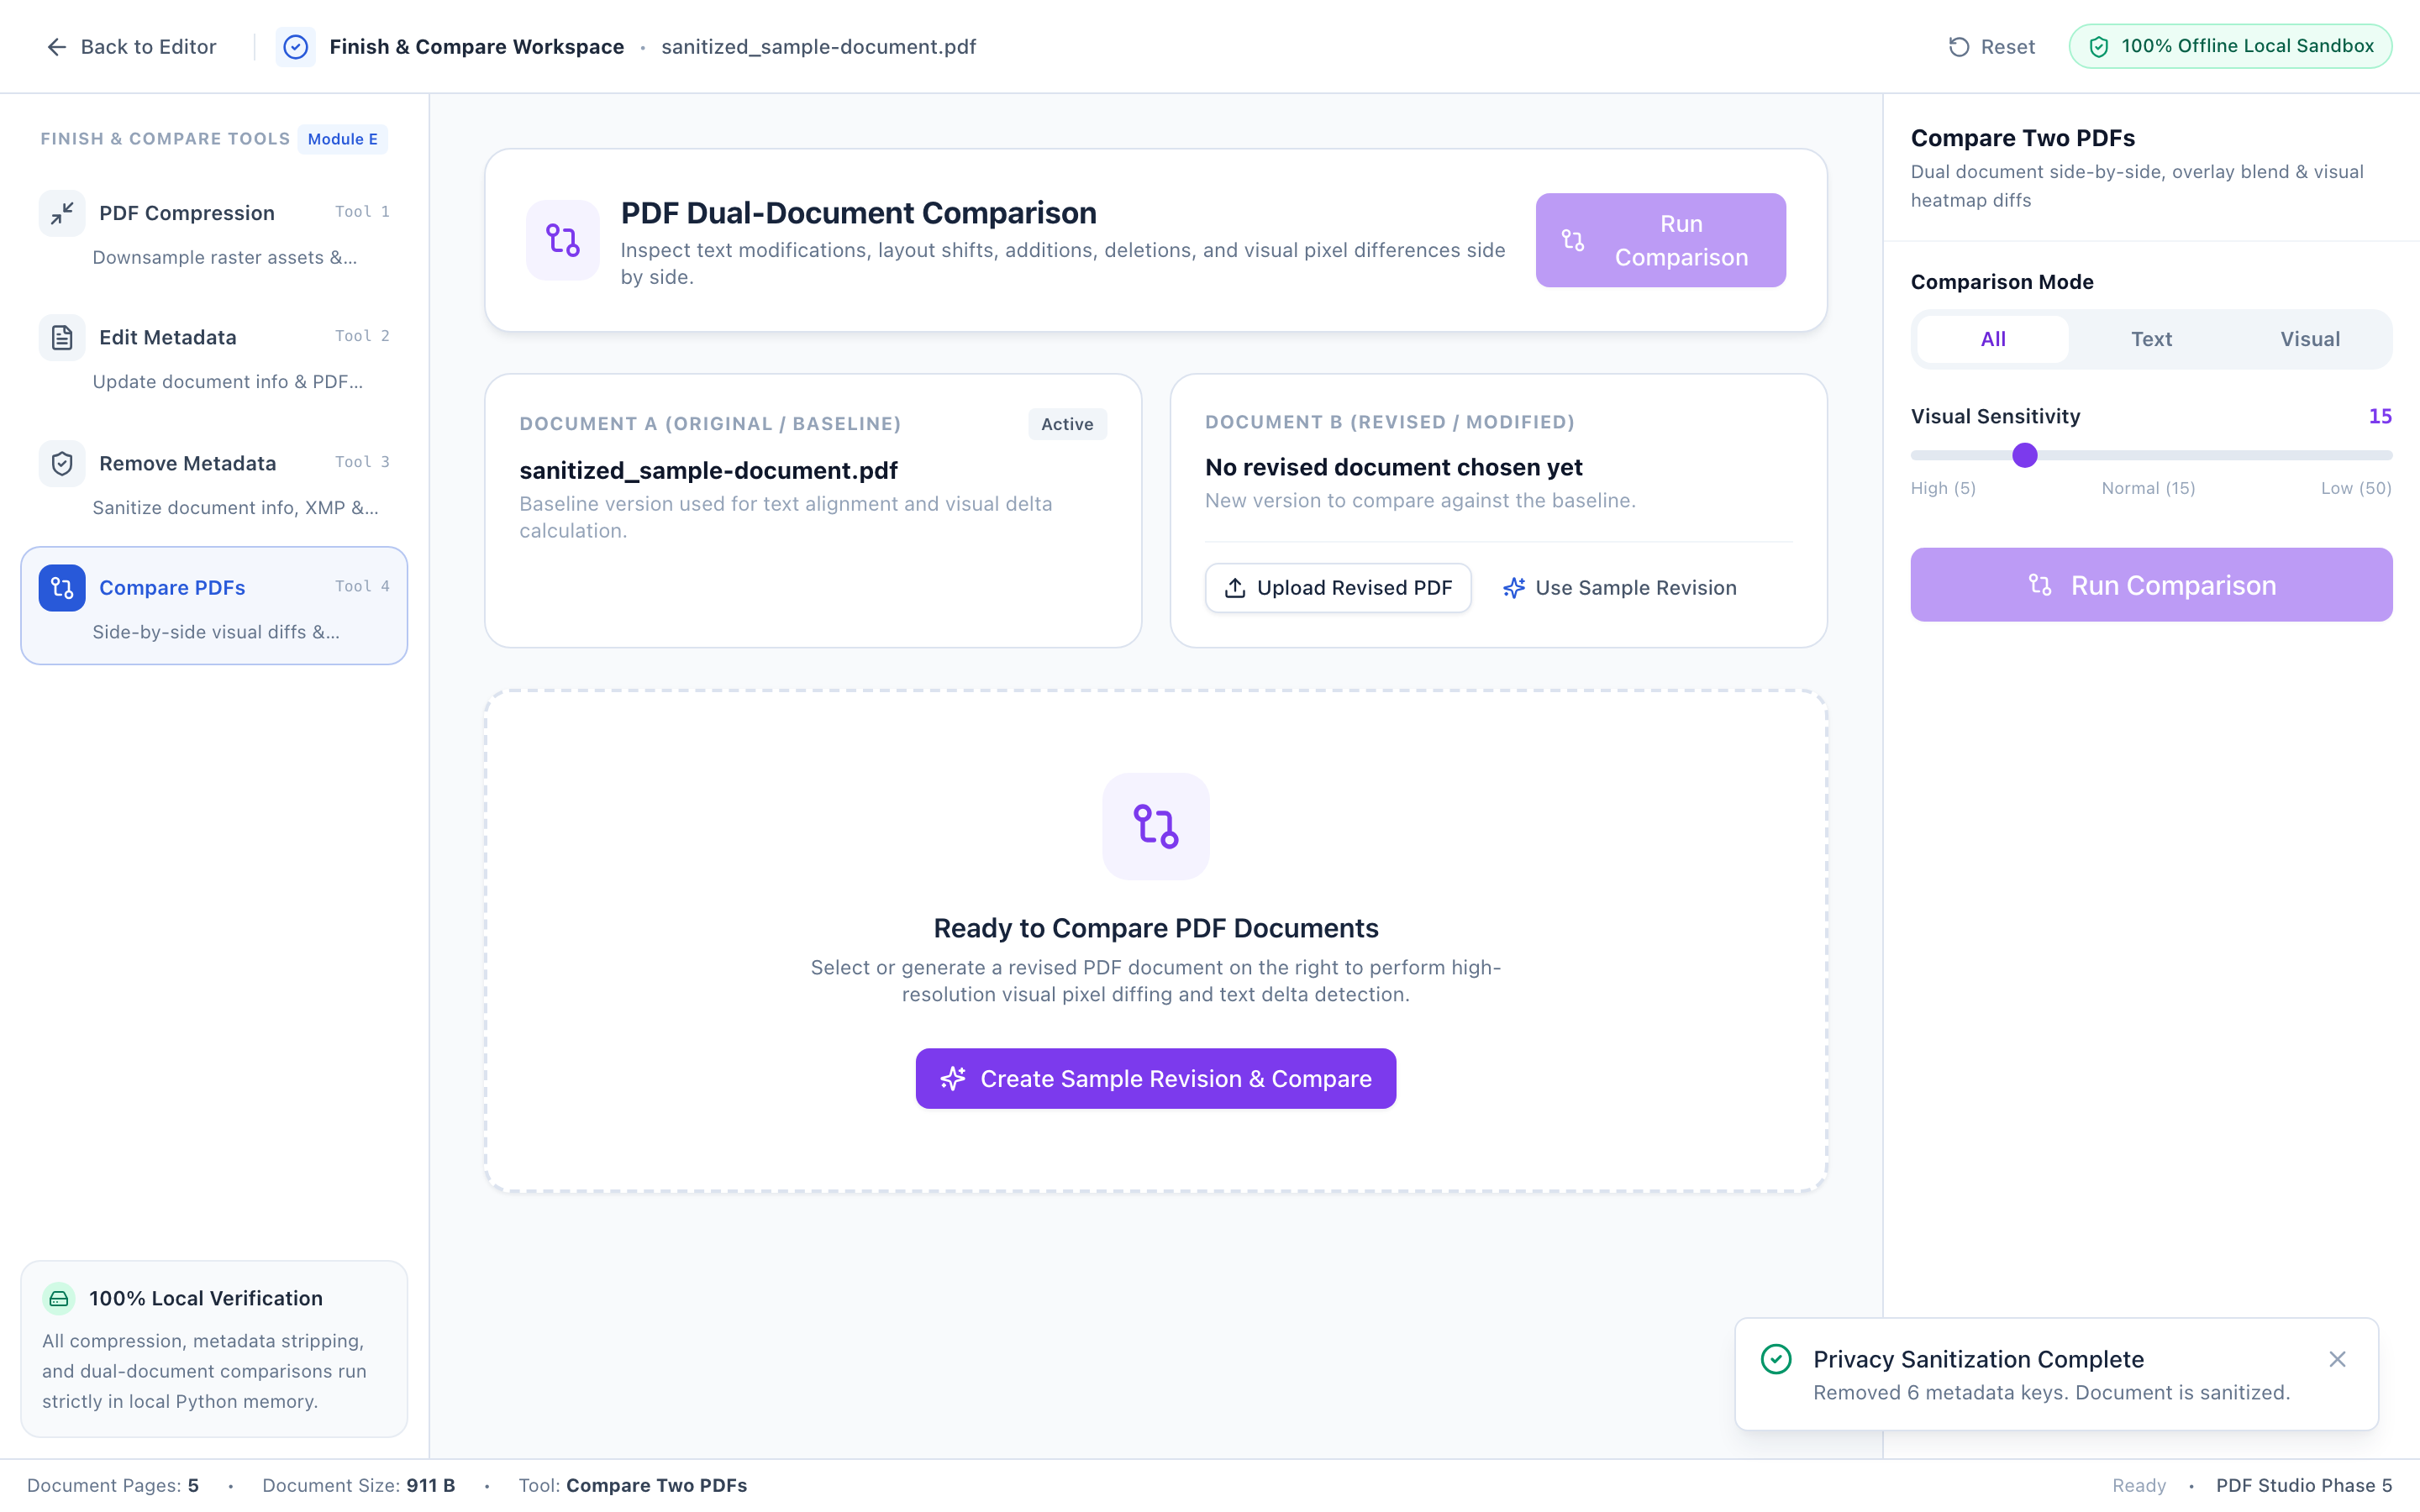 Back to Editor
Finish & Compare Workspace • sanitized_sample-document.pdf
Reset
100% Offline Local Sandbox
FINISH & COMPARE TOOLS
Module E
PDF Compression
Tool 1
Downsample raster assets &...
Edit Metadata
Tool 2
Update document info & PDF...
Remove Metadata
Tool 3
Sanitize document info, XMP &...
Compare PDFs
Tool 4
Side-by-side visual diffs &...
100% Local Verification
All compression, metadata stripping,
and dual-document comparisons run
strictly in local Python memory.
PDF Dual-Document Comparison
Inspect text modifications, layout shifts, additions, deletions, and visual pixel differences side
by side.
Run
Comparison
DOCUMENT A (ORIGINAL / BASELINE)
Active
sanitized_sample-document.pdf
Baseline version used for text alignment and visual delta
calculation.
DOCUMENT B (REVISED / MODIFIED)
No revised document chosen yet
New version to compare against the baseline.
Upload Revised PDF
Use Sample Revision
Ready to Compare PDF Documents
Select or generate a revised PDF document on the right to perform high-
resolution visual pixel diffing and text delta detection.
Create Sample Revision & Compare
Compare Two PDFs
Dual document side-by-side, overlay blend & visual
heatmap diffs
Comparison Mode
All
Text
Visual
Visual Sensitivity
15
High (5)
Normal (15)
Low (50)
Run Comparison
Privacy Sanitization Complete
Removed 6 metadata keys. Document is sanitized.
Document Pages: 5 • Document Size: 911 B • Tool: Compare Two PDFs
Ready • PDF Studio Phase 5